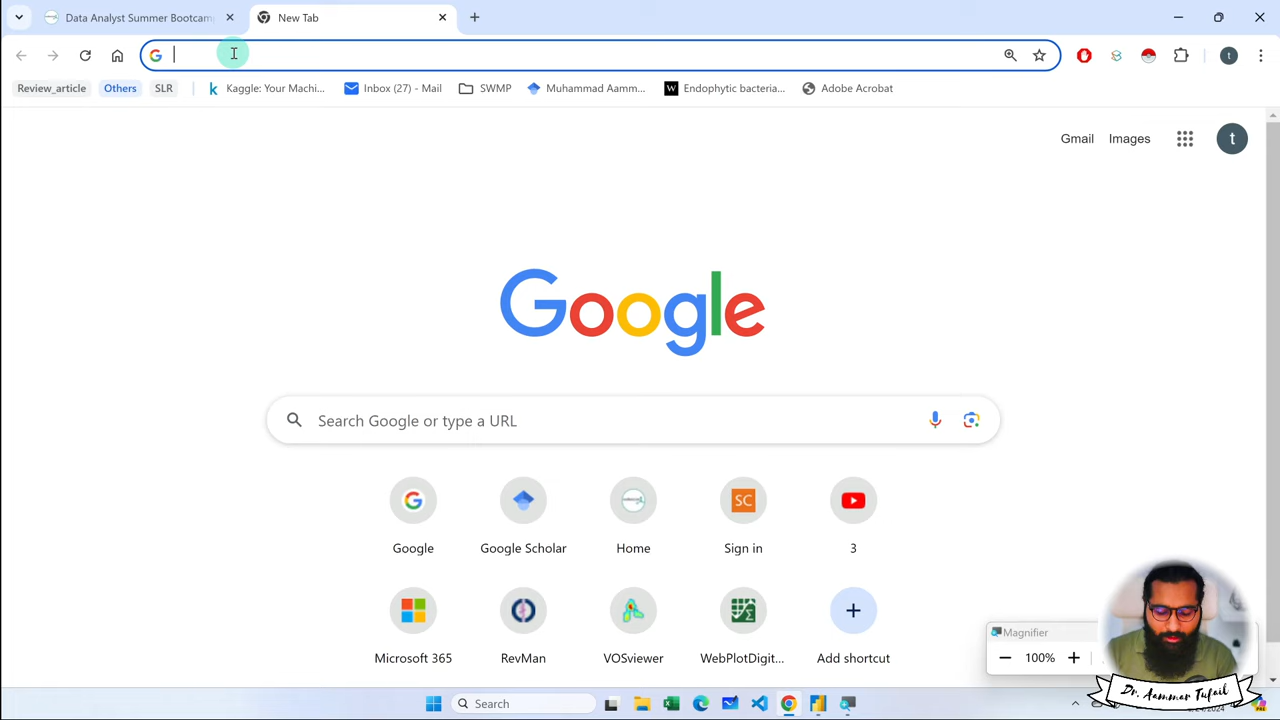 Data Analyst Summer Bootcamp
New Tab
Review_article
Others
SLR
Kaggle: Your Machi...
Inbox (27) - Mail
SWMP
Muhammad Aamm...
W
Endophytic bacteria...
Adobe Acrobat
Gmail
Images
t
Google
Search Google or type a URL
SC
Google
Google Scholar
Home
Sign in
3
Microsoft 365
RevMan
VOSviewer
WebPlotDigit...
Add shortcut
Magnifier
100%
Dr. Aammar Tufail
Search